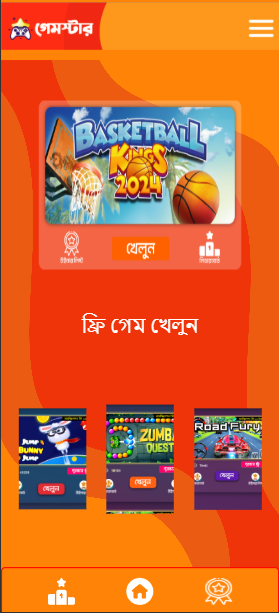 গেমস্টার
BASKETBALL
KINGS
2024
খেলুন
ফ্রি গেম খেলুন
JUMP
BUNNY
JUMP
খেলুন
ZUMBA
QUEST
খেলুন
Road Fury
খেলুন